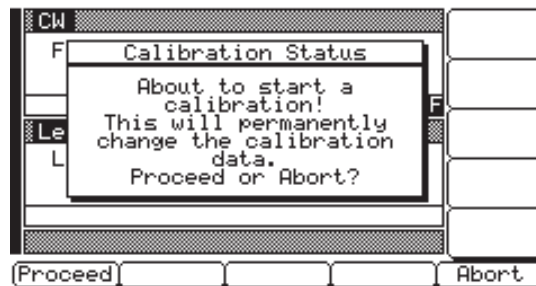 CW
F
Calibration Status
About to start a
calibration!
This will permanently
change the calibration
data.
Proceed or Abort?
F
Le
L
Proceed
Abort